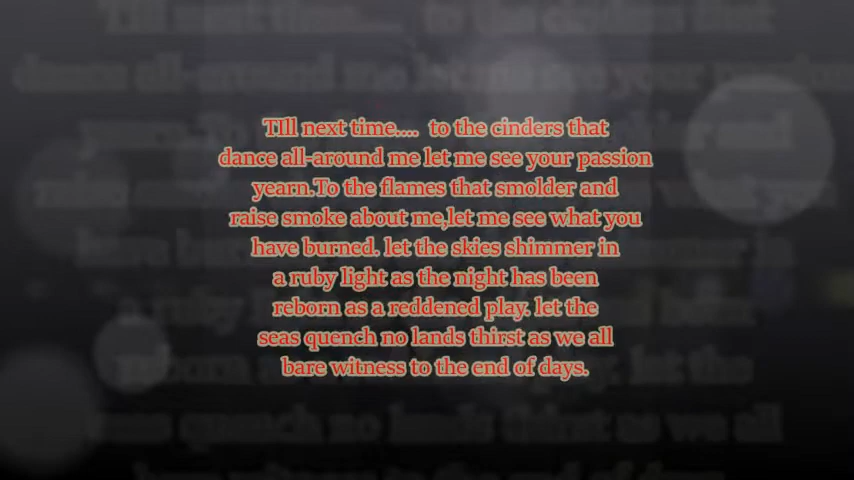 TIll next time.... to the cinders that
dance all-around me let me see your passion
yearn.To the flames that smolder and
raise smoke about me,let me see what you
have burned. let the skies shimmer in
a ruby light as the night has been
reborn as a reddened play. let the
seas quench no lands thirst as we all
bare witness to the end of days.